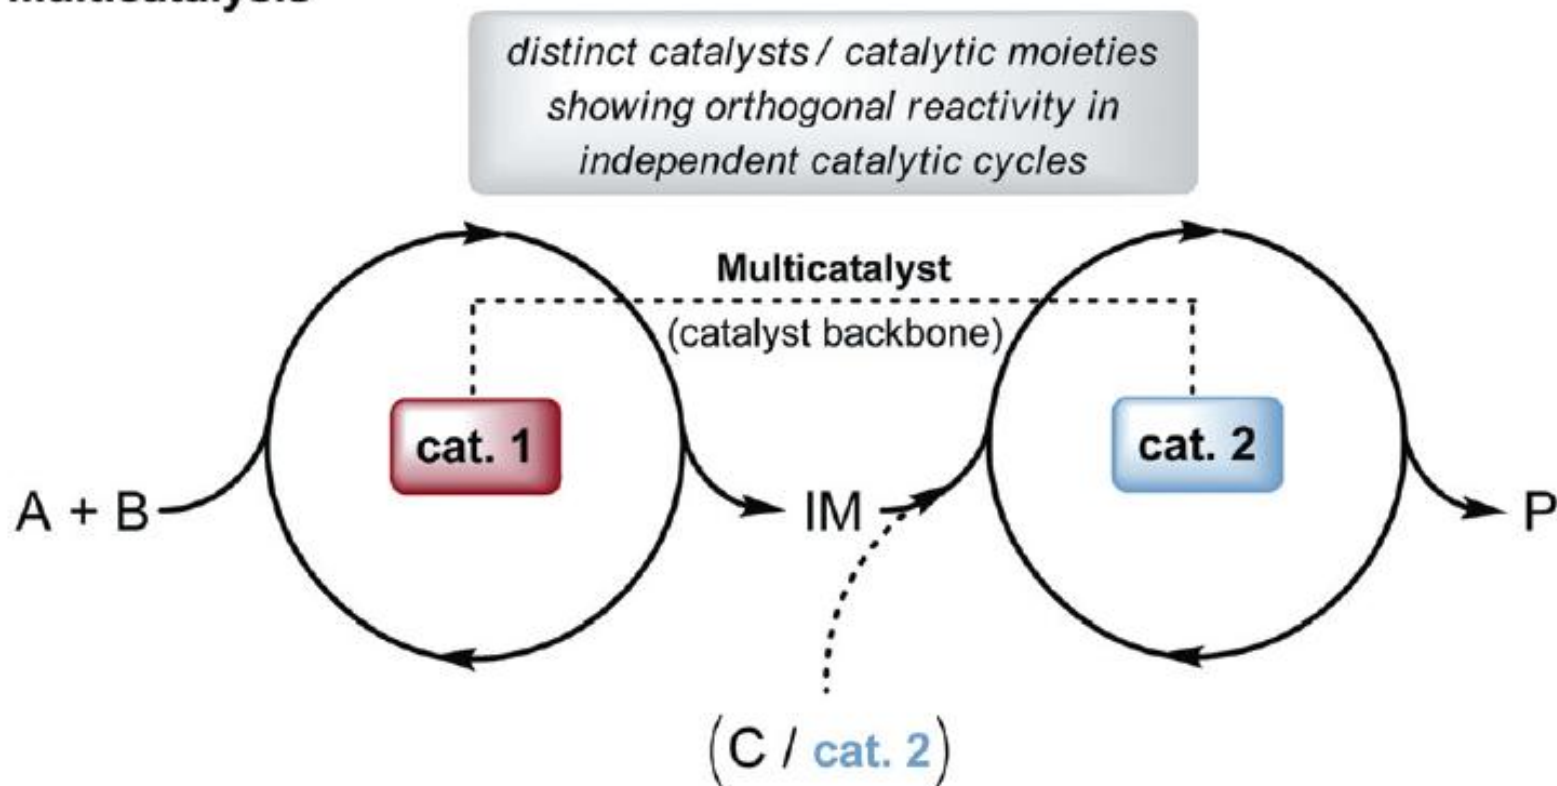 distinct catalysts / catalytic moieties
showing orthogonal reactivity in
independent catalytic cycles
Multicatalyst
(catalyst backbone)
cat. 1
cat. 2
A + B
IM
P
(C / cat. 2)